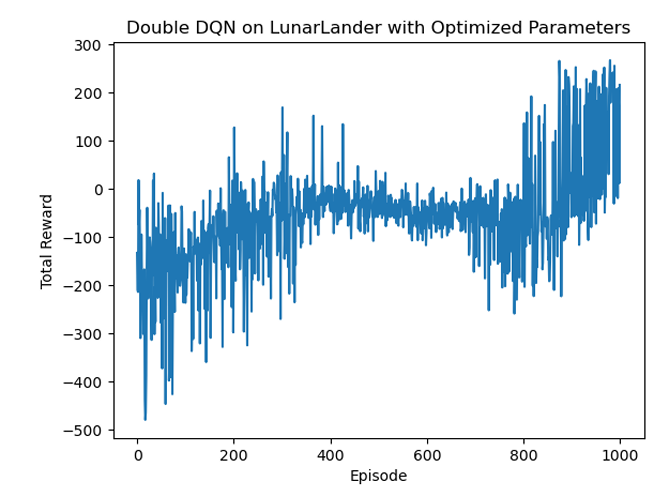 Double DQN on LunarLander with Optimized Parameters
300
200
100
0
−100
−200
−300
−400
−500
Total Reward
0 200 400 600 800 1000
Episode